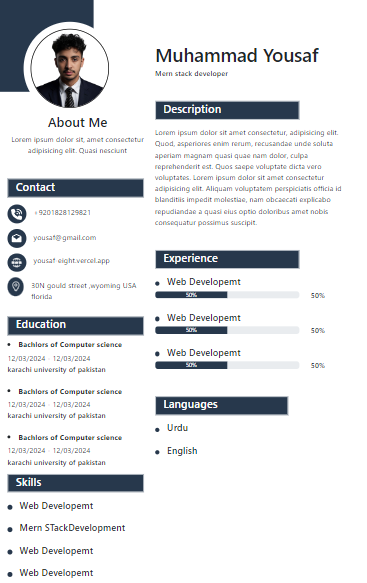 Muhammad Yousaf
Mern stack developer
About Me
Lorem ipsum dolor sit, amet consectetur
adipisicing elit. Quasi nesciunt
Contact
+9201828129821
yousaf@gmail.com
yousaf eight.vercel.app
30N gould street ,wyoming USA
florida
Education
Bachlors of Computer science
12/03/2024 - 12/03/2024
karachi university of pakistan
Bachlors of Computer science
12/03/2024 - 12/03/2024
karachi university of pakistan
Bachlors of Computer science
12/03/2024 - 12/03/2024
karachi university of pakistan
Skills
Web Developemt
Mern STackDevelopment
Web Developemt
Web Developemt
Description
Lorem ipsum dolor sit amet consectetur, adipisicing elit.
Quod, asperiores enim rerum, recusandae unde soluta
aperiam magnam quasi quae nam dolor, culpa
reprehenderit est. Quos saepe voluptate dicta vero
voluptates. Lorem ipsum dolor sit amet consectetur
adipisicing elit. Aliquam voluptatem perspiciatis officia id
blanditiis impedit molestiae, nam obcaecati explicabo
repudiandae a quasi eius optio doloribus amet nobis
consequatur possimus suscipit.
Experience
Web Developemt
50% 50%
Web Developemt
50% 50%
Web Developemt
50% 50%
Languages
Urdu
English